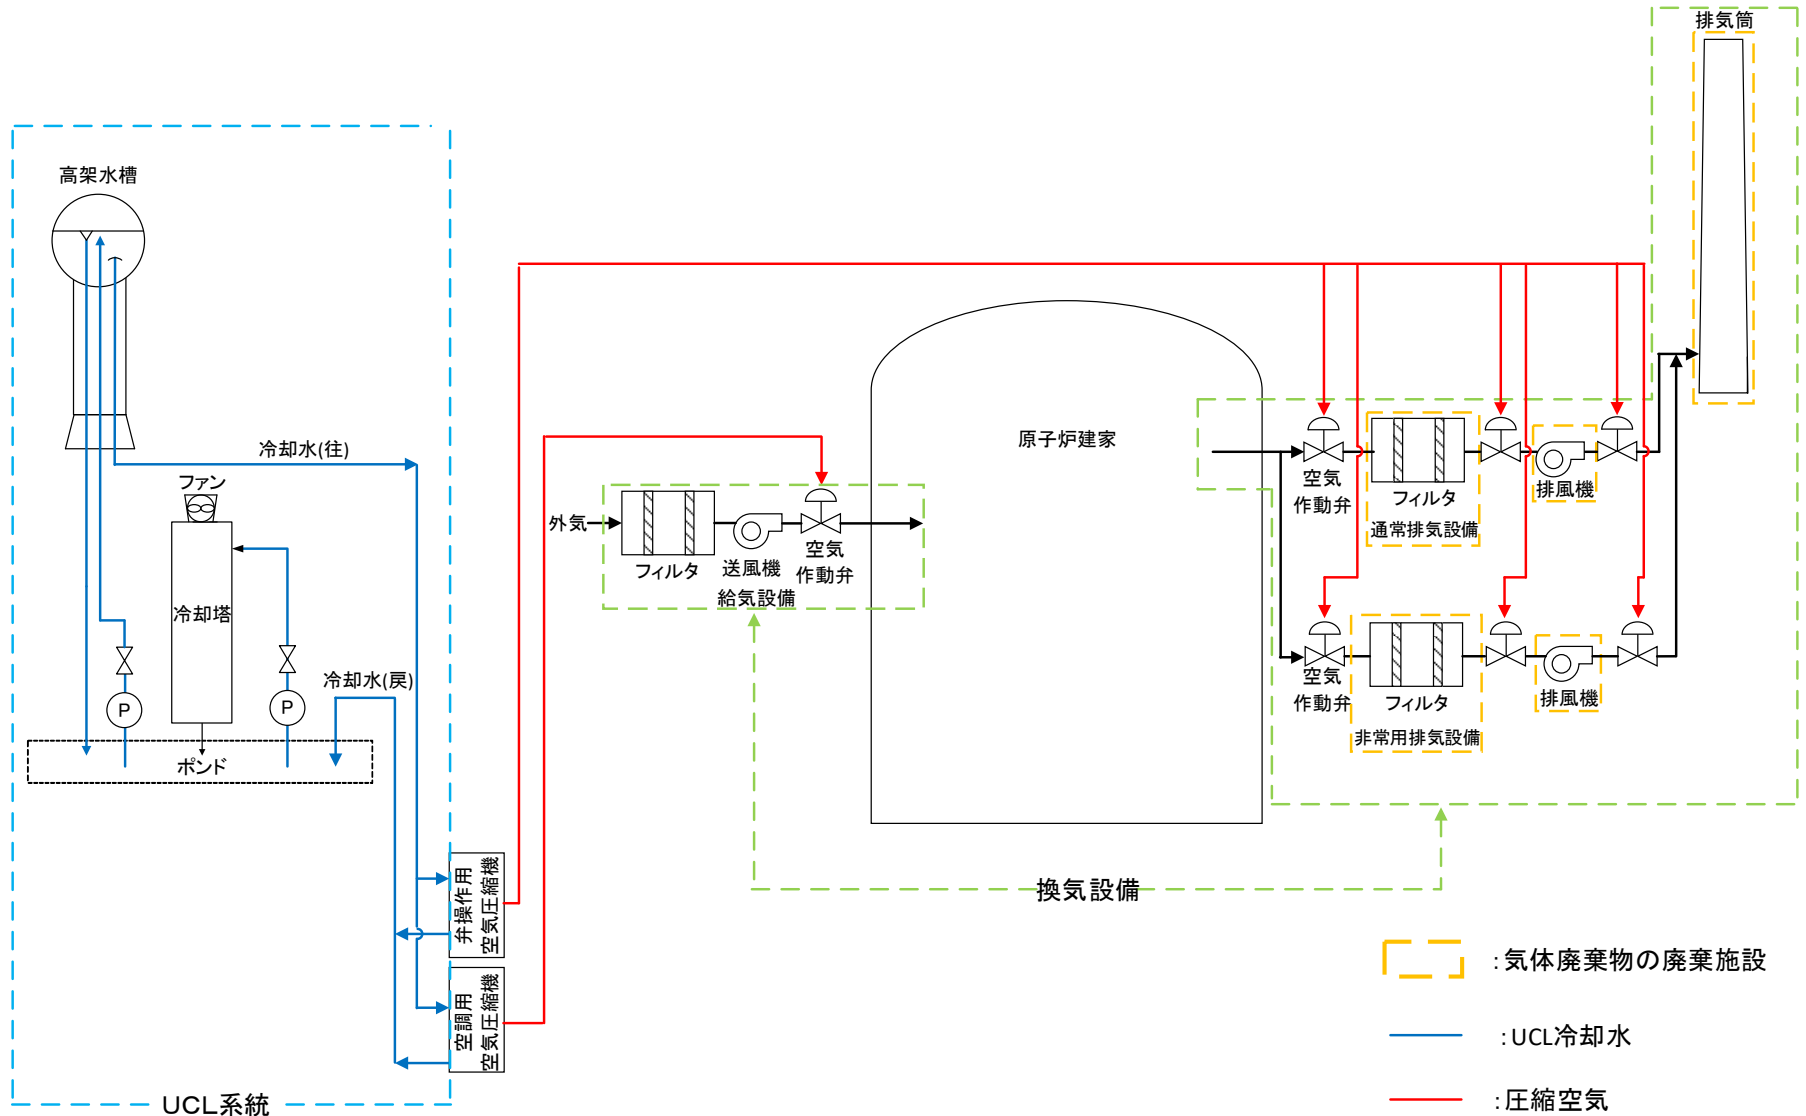 排気筒
高架水槽
冷却水(往)
ファン
冷却塔
冷却水(戻)
P
P
ポンド
UCL系統
弁操作用
空気圧縮機
空調用
空気圧縮機
外気
フィルタ
送風機
空気
作動弁
給気設備
原子炉建家
空気
作動弁
フィルタ
通常排気設備
排風機
空気
作動弁
フィルタ
非常用排気設備
排風機
換気設備
:気体廃棄物の廃棄施設
:UCL冷却水
:圧縮空気